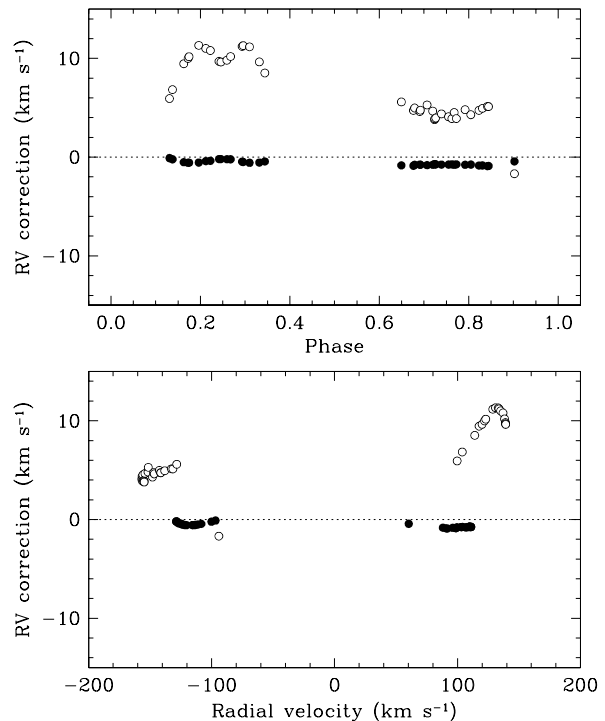 10
0
−10
RV correction (km s⁻¹)
0.0 0.2 0.4 0.6 0.8 1.0
Phase
10
0
−10
RV correction (km s⁻¹)
−200 −100 0 100 200
Radial velocity (km s⁻¹)